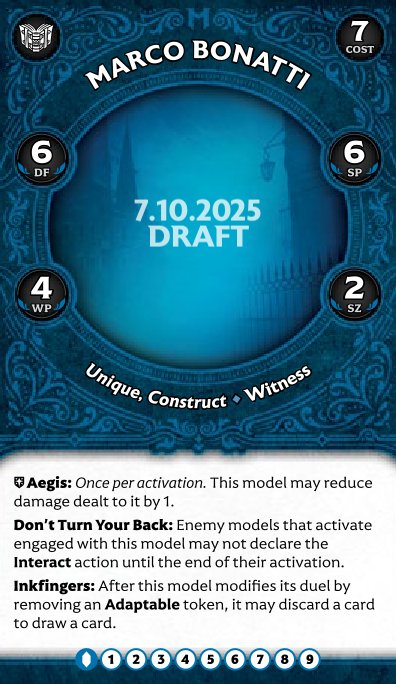 7
COST
MARCO BONATTI
6
DF
6
SP
7.10.2025
DRAFT
4
WP
2
SZ
Unique, Construct ◆ Witness
Aegis: Once per activation. This model may reduce
damage dealt to it by 1.
Don't Turn Your Back: Enemy models that activate
engaged with this model may not declare the
Interact action until the end of their activation.
Inkfingers: After this model modifies its duel by
removing an Adaptable token, it may discard a card
to draw a card.
1 2 3 4 5 6 7 8 9